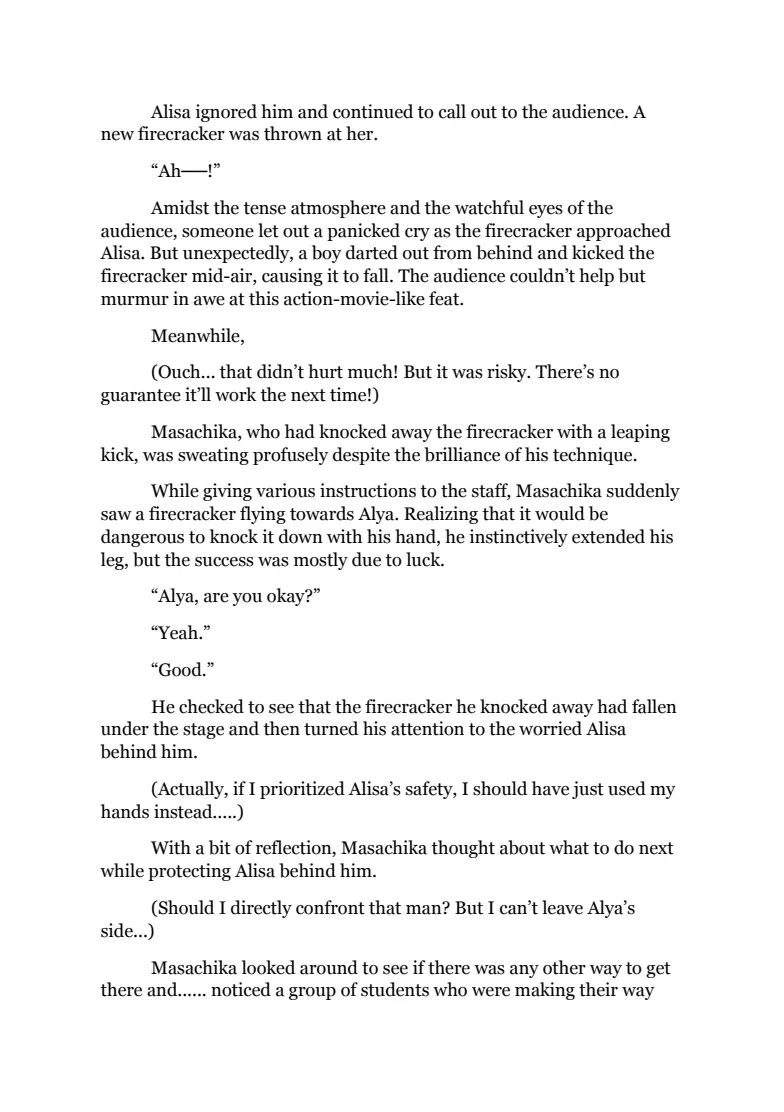 Alisa ignored him and continued to call out to the audience. A
new firecracker was thrown at her.
“Ah──!”
Amidst the tense atmosphere and the watchful eyes of the
audience, someone let out a panicked cry as the firecracker approached
Alisa. But unexpectedly, a boy darted out from behind and kicked the
firecracker mid-air, causing it to fall. The audience couldn’t help but
murmur in awe at this action-movie-like feat.
Meanwhile,
(Ouch... that didn’t hurt much! But it was risky. There’s no
guarantee it’ll work the next time!)
Masachika, who had knocked away the firecracker with a leaping
kick, was sweating profusely despite the brilliance of his technique.
While giving various instructions to the staff, Masachika suddenly
saw a firecracker flying towards Alya. Realizing that it would be
dangerous to knock it down with his hand, he instinctively extended his
leg, but the success was mostly due to luck.
“Alya, are you okay?”
“Yeah.”
“Good.”
He checked to see that the firecracker he knocked away had fallen
under the stage and then turned his attention to the worried Alisa
behind him.
(Actually, if I prioritized Alisa’s safety, I should have just used my
hands instead.....)
With a bit of reflection, Masachika thought about what to do next
while protecting Alisa behind him.
(Should I directly confront that man? But I can’t leave Alya’s
side...)
Masachika looked around to see if there was any other way to get
there and...... noticed a group of students who were making their way